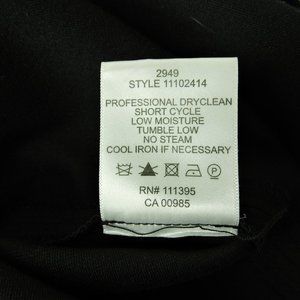 2949
STYLE 11102414
PROFESSIONAL DRYCLEAN
SHORT CYCLE
LOW MOISTURE
TUMBLE LOW
NO STEAM
COOL IRON IF NECESSARY
P
RN# 111395
CA 00985